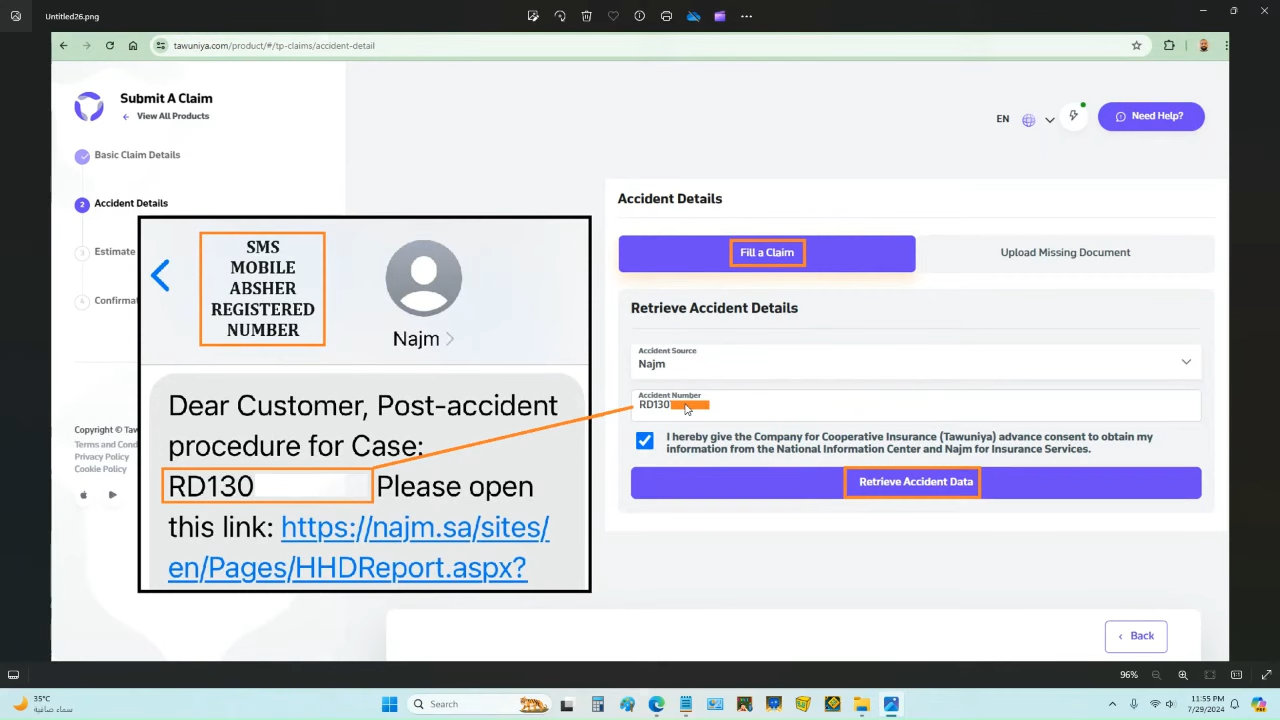 Untitled26.png
tawuniya.com/product/#/tp-claims/accident-detail
Submit A Claim
View All Products
Basic Claim Details
2 Accident Details
3 Estimate
4 Confirmat
Copyright © Taw
Terms and Cond
Privacy Policy
Cookie Policy
SMS
MOBILE
ABSHER
REGISTERED
NUMBER
Najm
Dear Customer, Post-accident
procedure for Case:
RD130 Please open
this link: https://najm.sa/sites/
en/Pages/HHDReport.aspx?
EN
Need Help?
Accident Details
Fill a Claim
Upload Missing Document
Retrieve Accident Details
Accident Source
Najm
Accident Number
RD130
I hereby give the Company for Cooperative Insurance (Tawuniya) advance consent to obtain my
information from the National Information Center and Najm for Insurance Services.
Retrieve Accident Data
Back
96%
35°C
سماء صافية
Search
11:55 PM
7/29/2024